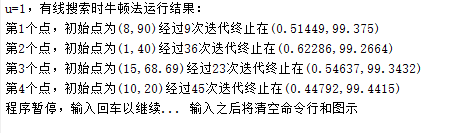 u=1,有线搜索时牛顿法运行结果:
第1个点，初始点为(8,90)经过9次迭代终止在(0.51449,99.375)
第2个点，初始点为(1,40)经过36次迭代终止在(0.62286,99.2664)
第3个点，初始点为(15,68.69)经过23次迭代终止在(0.54637,99.3432)
第4个点，初始点为(10,20)经过45次迭代终止在(0.44792,99.4415)
程序暂停，输入回车以继续... 输入之后将清空命令行和图示